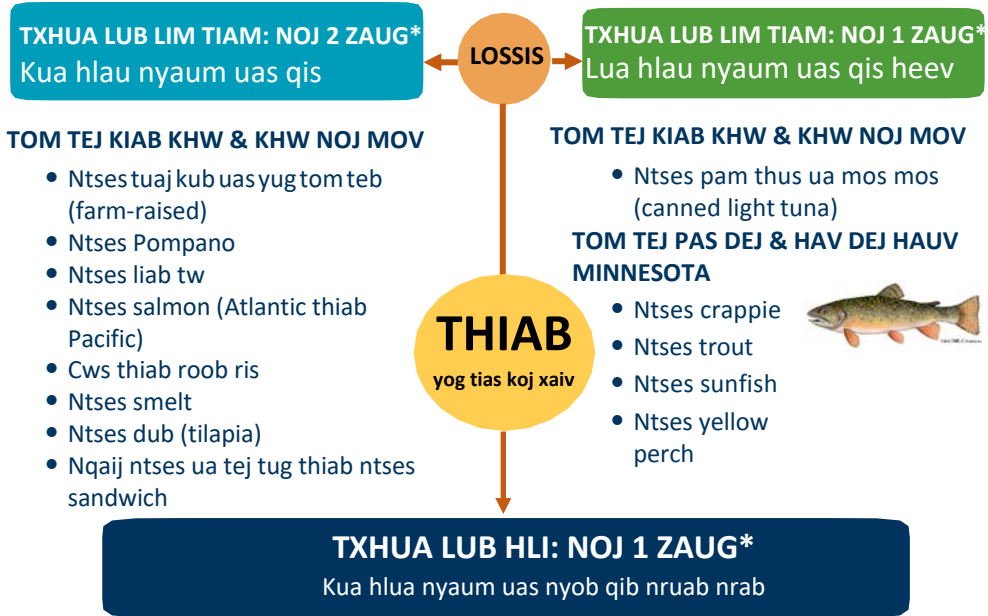 TXHUA LUB LIM TIAM: NOJ 2 ZAUG*
Kua hlau nyaum uas qis
LOSSIS
TXHUA LUB LIM TIAM: NOJ 1 ZAUG*
Lua hlau nyaum uas qis heev
TOM TEJ KIAB KHW & KHW NOJ MOV
• Ntses tuaj kub uas yug tom teb
(farm-raised)
• Ntses Pompano
• Ntses liab tw
• Ntses salmon (Atlantic thiab
Pacific)
• Cws thiab roob ris
• Ntses smelt
• Ntses dub (tilapia)
• Nqaij ntses ua tej tug thiab ntses
sandwich
THIAB
yog tias koj xaiv
TOM TEJ KIAB KHW & KHW NOJ MOV
• Ntses pam thus ua mos mos
(canned light tuna)
TOM TEJ PAS DEJ & HAV DEJ HAUV
MINNESOTA
• Ntses crappie
• Ntses trout
• Ntses sunfish
• Ntses yellow
perch
TXHUA LUB HLI: NOJ 1 ZAUG*
Kua hlua nyaum uas nyob qib nruab nrab